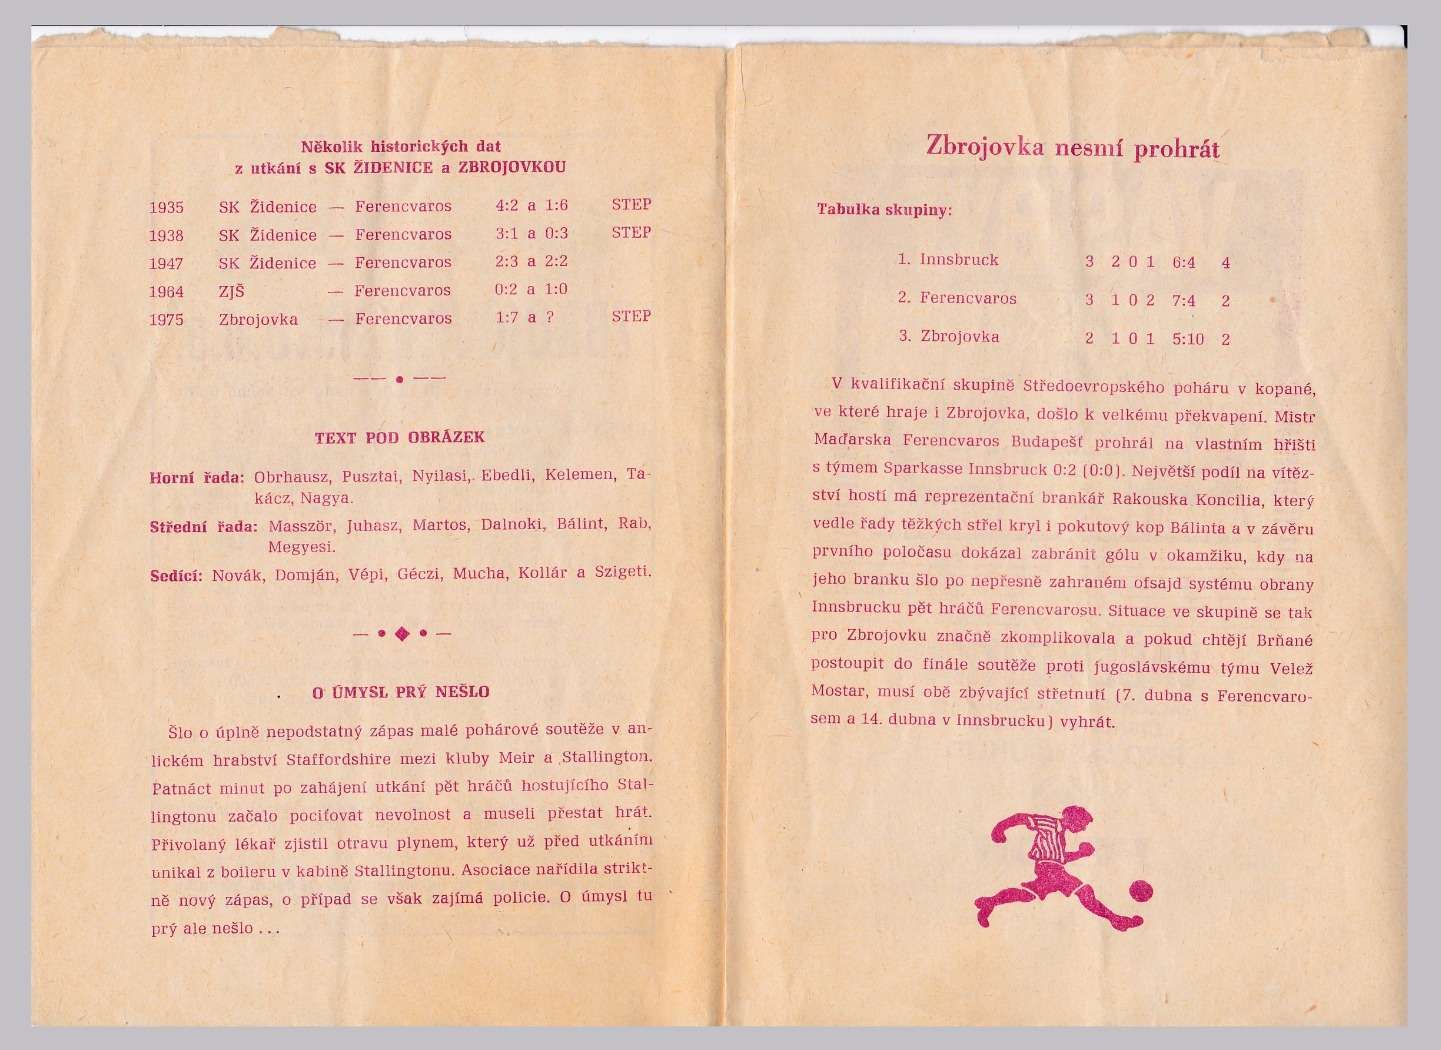 Několik historických dat
z utkání s SK ŽIDENICE a ZBROJOVKOU
1935 SK Židenice — Ferencvaros 4:2 a 1:6 STEP
1938 SK Židenice — Ferencvaros 3:1 a 0:3 STEP
1947 SK Židenice — Ferencvaros 2:3 a 2:2
1964 ZJŠ — Ferencvaros 0:2 a 1:0
1975 Zbrojovka — Ferencvaros 1:7 a ? STEP
TEXT POD OBRÁZEK
Horní řada: Obrhausz, Pusztai, Nyilasi, Ebedli, Kelemen, Ta-
kácz, Nagya.
Střední řada: Masször, Juhasz, Martos, Dalnoki, Bálint, Rab,
Megyesi.
Sedící: Novák, Domján, Vépi, Géczi, Mucha, Kollár a Szigeti.
O ÚMYSL PRÝ NEŠLO
Šlo o úplně nepodstatný zápas malé pohárové soutěže v an-
lickém hrabství Staffordshire mezi kluby Meir a Stallington.
Patnáct minut po zahájení utkání pět hráčů hostujícího Stal-
lingtonu začalo pociťovat nevolnost a museli přestat hrát.
Přivolaný lékař zjistil otravu plynem, který už před utkáním
unikal z boileru v kabině Stallingtonu. Asociace nařídila strikt-
ně nový zápas, o případ se však zajímá policie. O úmysl tu
prý ale nešlo ...
Zbrojovka nesmí prohrát
Tabulka skupiny:
1. Innsbruck 3 2 0 1 6:4 4
2. Ferencvaros 3 1 0 2 7:4 2
3. Zbrojovka 2 1 0 1 5:10 2
V kvalifikační skupině Středoevropského poháru v kopané,
ve které hraje i Zbrojovka, došlo k velkému překvapení. Mistr
Maďarska Ferencvaros Budapešť prohrál na vlastním hřišti
s týmem Sparkasse Innsbruck 0:2 (0:0). Největší podíl na vítěz-
ství hostí má reprezentační brankář Rakouska Koncilia, který
vedle řady těžkých střel kryl i pokutový kop Bálinta a v závěru
prvního poločasu dokázal zabránit gólu v okamžiku, kdy na
jeho branku šlo po nepřesně zahraném ofsajd systému obrany
Innsbrucku pět hráčů Ferencvarosu. Situace ve skupině se tak
pro Zbrojovku značně zkomplikovala a pokud chtějí Brňané
postoupit do finále soutěže proti jugoslávskému týmu Velež
Mostar, musí obě zbývající střetnutí (7. dubna s Ferencvaro-
sem a 14. dubna v Innsbrucku) vyhrát.